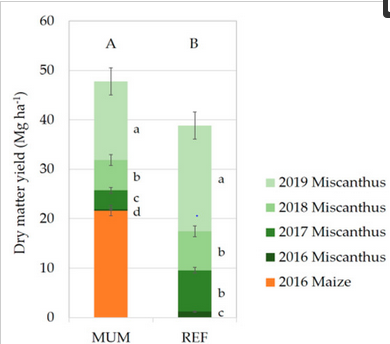 60
50
40
30
20
10
0
Dry matter yield (Mg ha⁻¹)
A
B
a
b
c
d
a
b
b
c
MUM
REF
2019 Miscanthus
2018 Miscanthus
2017 Miscanthus
2016 Miscanthus
2016 Maize